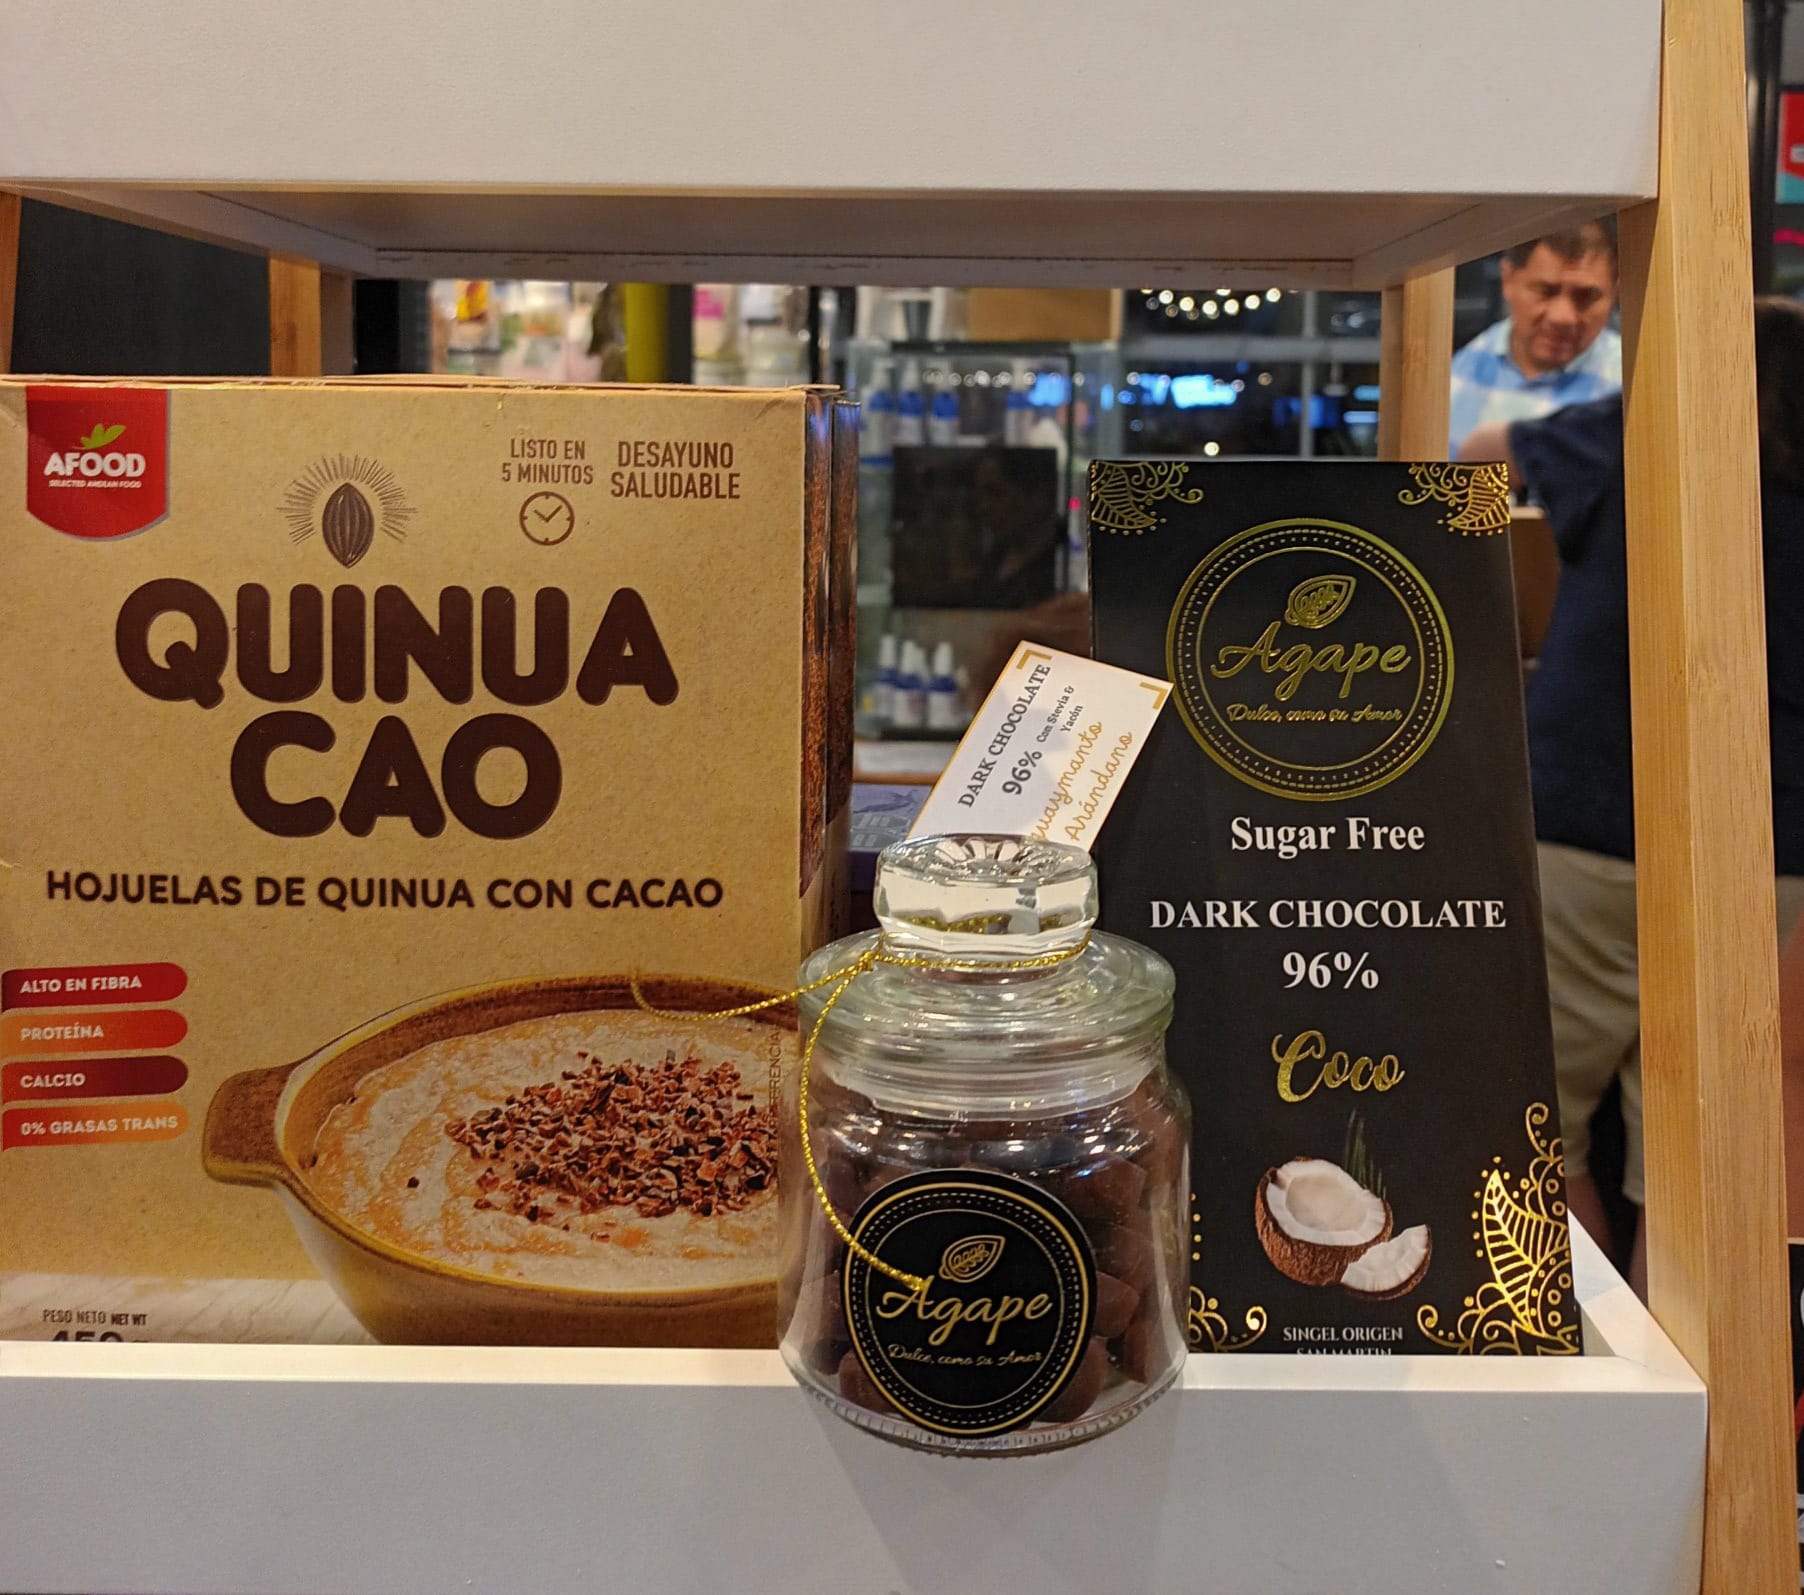 AFOOD
SELECTED ANDEAN FOOD
LISTO EN
5 MINUTOS
DESAYUNO
SALUDABLE
QUINUA
CAO
HOJUELAS DE QUINUA CON CACAO
ALTO EN FIBRA
PROTEÍNA
CALCIO
0% GRASAS TRANS
PESO NETO NET WT
DARK CHOCOLATE
96% Con Stevia &
Yacón
Arándano
Agape
Dulce, como su Amor
Agape
Dulce, como su Amor
Sugar Free
DARK CHOCOLATE
96%
Coco
SINGEL ORIGEN
SAN MARTIN